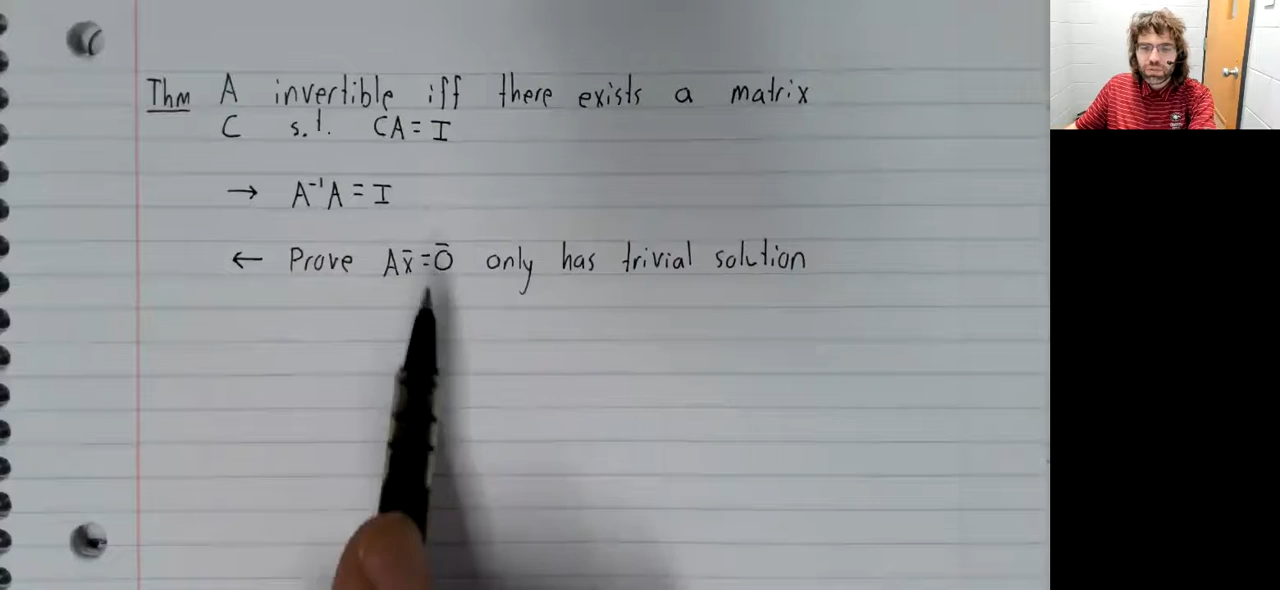 Thm A invertible iff there exists a matrix
C s.t. CA = I
→ A⁻¹A = I
← Prove Ax̄ = 0̄ only has trivial solution